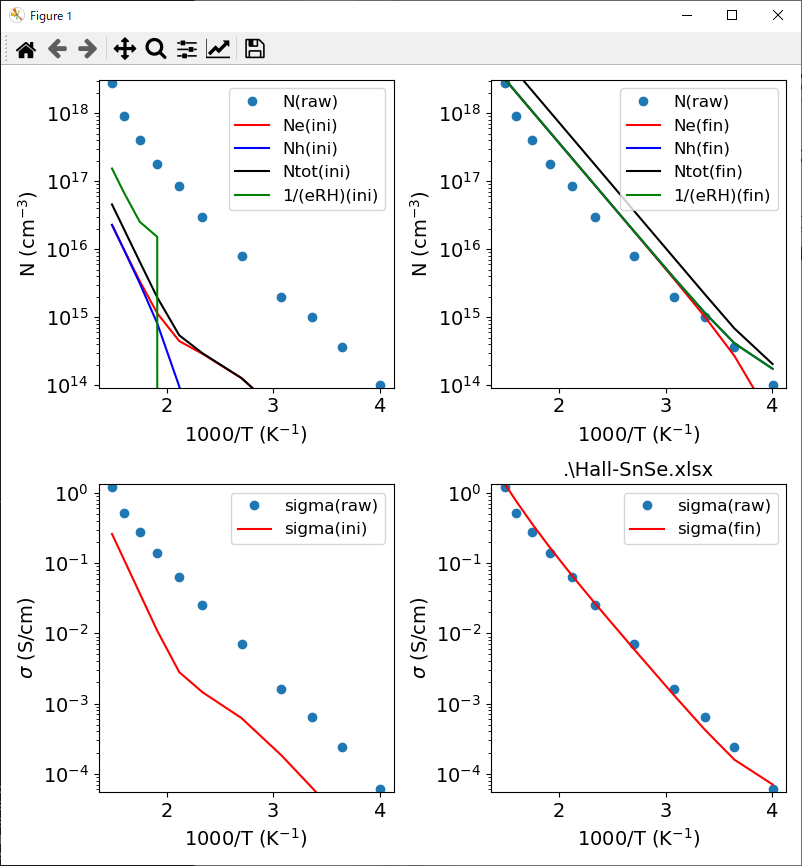 Figure 1
N(raw)
Ne(ini)
Nh(ini)
Ntot(ini)
1/(eRH)(ini)
10¹⁸
10¹⁷
10¹⁶
10¹⁵
10¹⁴
N (cm⁻³)
2 3 4
1000/T (K⁻¹)
N(raw)
Ne(fin)
Nh(fin)
Ntot(fin)
1/(eRH)(fin)
10¹⁸
10¹⁷
10¹⁶
10¹⁵
10¹⁴
N (cm⁻³)
2 3 4
1000/T (K⁻¹)
sigma(raw)
sigma(ini)
10⁰
10⁻¹
10⁻²
10⁻³
10⁻⁴
σ (S/cm)
2 3 4
1000/T (K⁻¹)
.\Hall-SnSe.xlsx
sigma(raw)
sigma(fin)
10⁰
10⁻¹
10⁻²
10⁻³
10⁻⁴
σ (S/cm)
2 3 4
1000/T (K⁻¹)